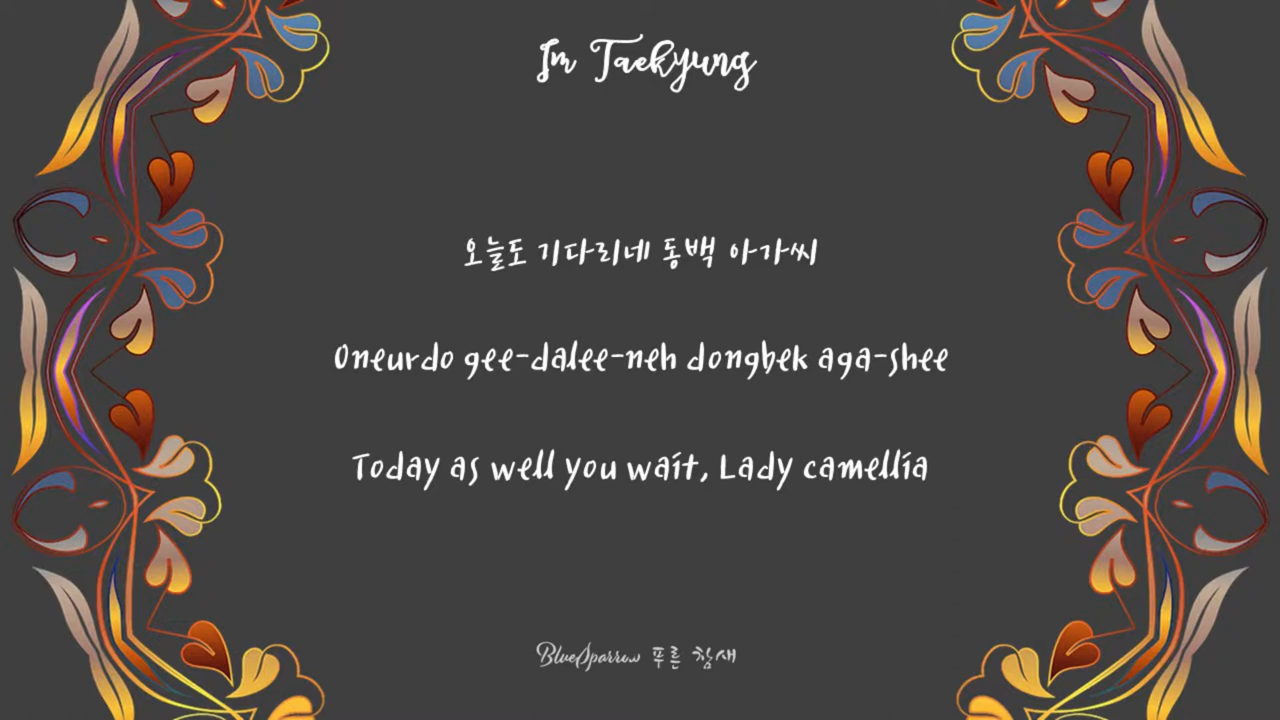 Im Taekyung
오늘도 기다리네 동백 아가씨
Oneurdo gee-dalee-neh dongbek aga-shee
Today as well you wait, Lady camellia
BlueSparrow 푸른 참새